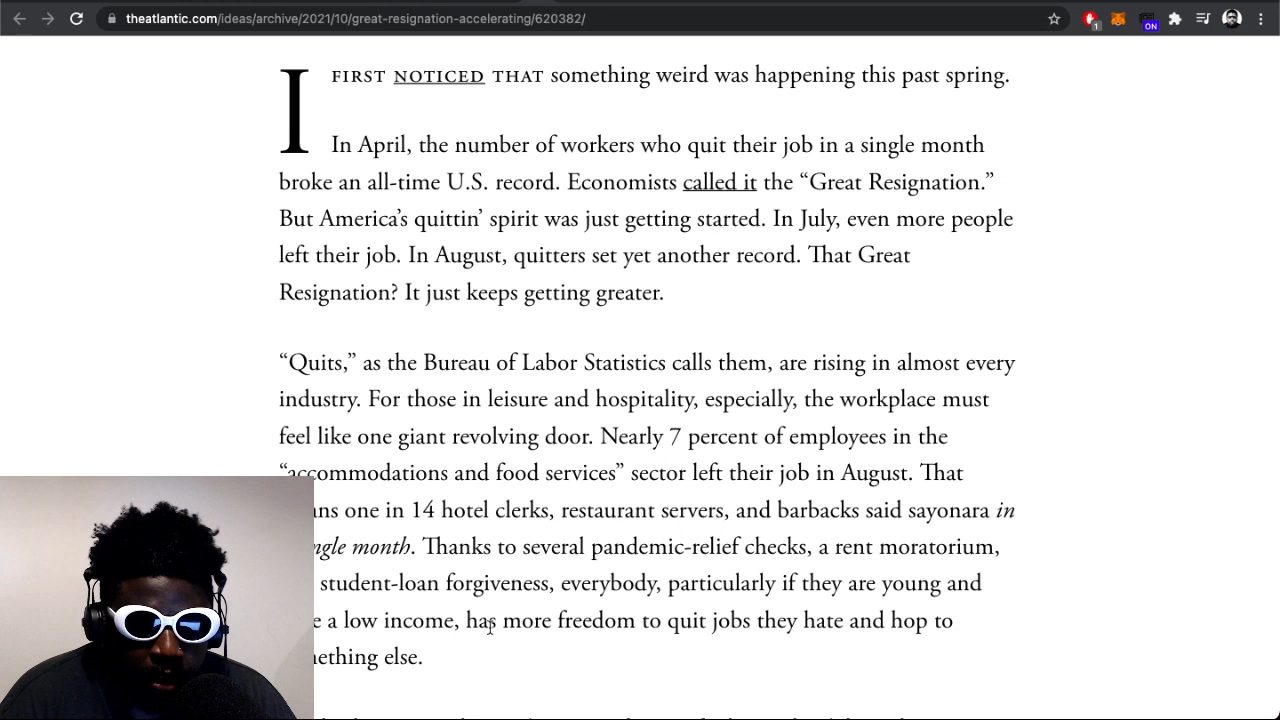 theatlantic.com/ideas/archive/2021/10/great-resignation-accelerating/620382/
1
ON
I FIRST NOTICED THAT something weird was happening this past spring.
In April, the number of workers who quit their job in a single month
broke an all-time U.S. record. Economists called it the “Great Resignation.”
But America’s quittin’ spirit was just getting started. In July, even more people
left their job. In August, quitters set yet another record. That Great
Resignation? It just keeps getting greater.
“Quits,” as the Bureau of Labor Statistics calls them, are rising in almost every
industry. For those in leisure and hospitality, especially, the workplace must
feel like one giant revolving door. Nearly 7 percent of employees in the
“accommodations and food services” sector left their job in August. That
one in 14 hotel clerks, restaurant servers, and barbacks said sayonara in
month. Thanks to several pandemic-relief checks, a rent moratorium,
student-loan forgiveness, everybody, particularly if they are young and
a low income, has more freedom to quit jobs they hate and hop to
else.